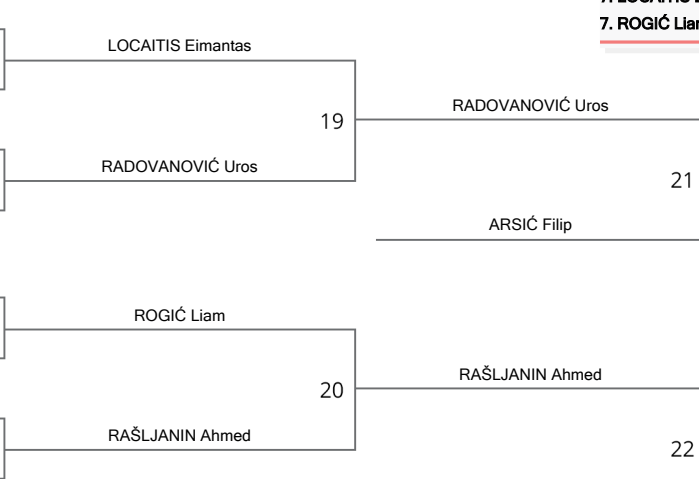 7. ROGIĆ
LOCAITIS Eimantas
19
RADOVANOVIĆ Uros
RADOVANOVIĆ Uros
21
ARSIĆ Filip
ROGIĆ Liam
20
RAŠLJANIN Ahmed
RAŠLJANIN Ahmed
22